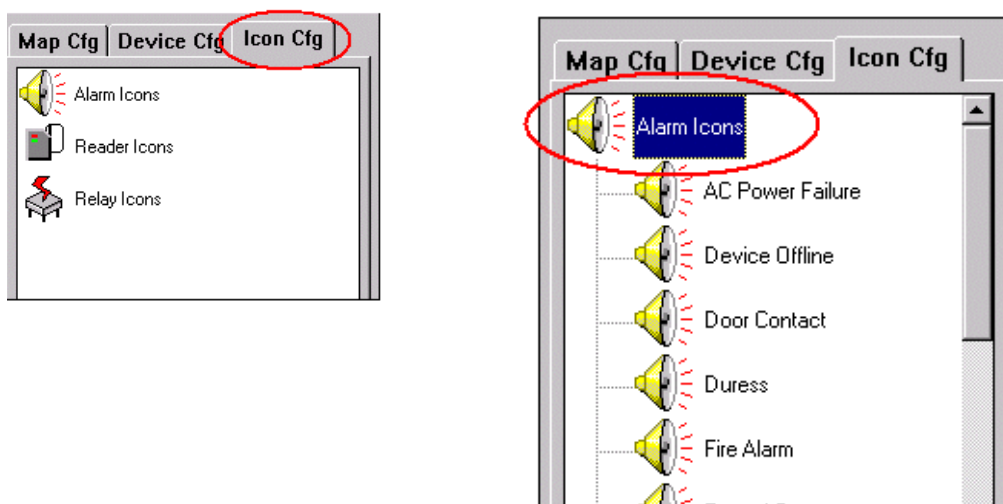 Map Cfg Device Cfg Icon Cfg
Alarm Icons
Reader Icons
Relay Icons
Map Cfg Device Cfg Icon Cfg
Alarm Icons
AC Power Failure
Device Offline
Door Contact
Duress
Fire Alarm